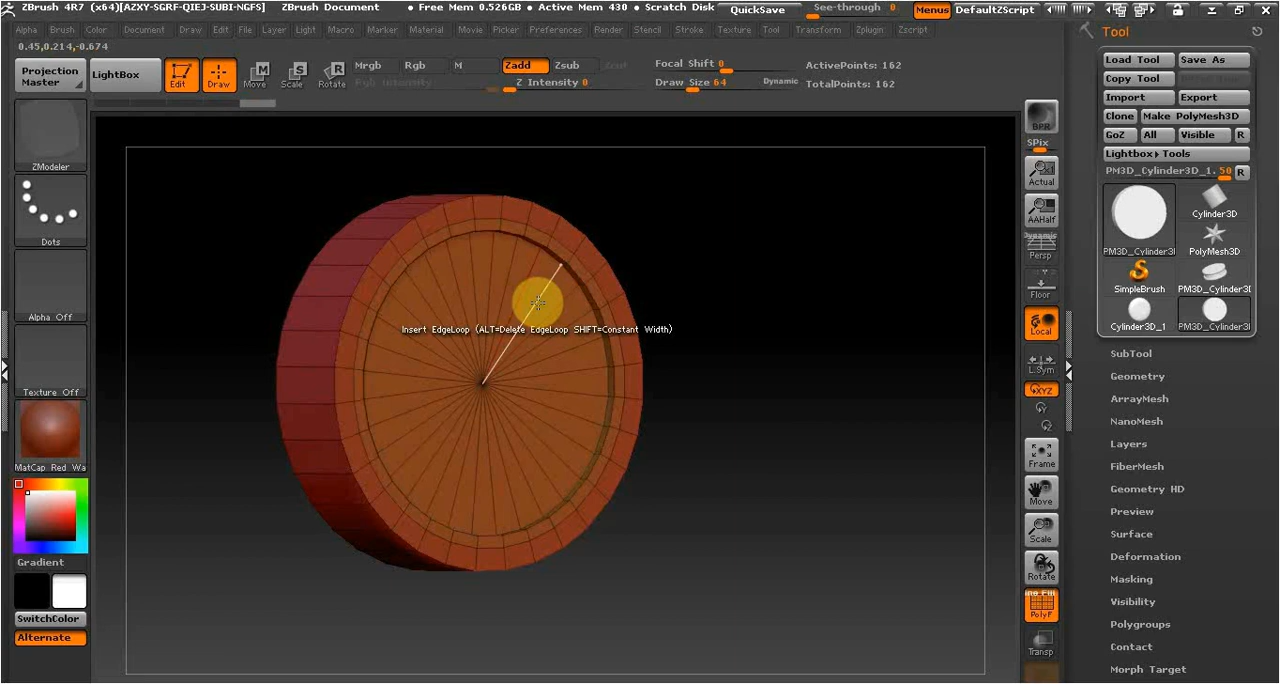 ZBrush 4R7 (x64)[AZXY-SGRF-QIEJ-SUBI-NGFS] ZBrush Document • Free Mem 0.526GB • Active Mem 430 • Scratch Disk QuickSave See-through 0 Menus DefaultZScript
Alpha Brush Color Document Draw Edit File Layer Light Macro Marker Material Movie Picker Preferences Render Stencil Stroke Texture Tool Transform Zplugin Zscript
0.45,0.214,-0.674
Projection Master
LightBox
Edit
Draw
Move
Scale
Rotate
Mrgb Rgb M Zadd Zsub Zcut
Rgb Intensity Z Intensity 0
Focal Shift 0
Draw Size 64 Dynamic
ActivePoints: 162
TotalPoints: 162
ZModeler
Dots
Alpha Off
Texture Off
MatCap Red Wa
Gradient
SwitchColor
Alternate
Insert EdgeLoop (ALT=Delete EdgeLoop SHIFT=Constant Width)
BPR
SPix
Actual
AAHalf
Dynamic
Persp
Floor
Local
L.Sym
XYZ
Frame
Move
Scale
Rotate
Line Fill
PolyF
Transp
Tool
Load Tool Save As
Copy Tool
Import Export
Clone Make PolyMesh3D
GoZ All Visible R
Lightbox▸Tools
PM3D_Cylinder3D_1. 50 R
Cylinder3D
PM3D_Cylinder3D PolyMesh3D
SimpleBrush PM3D_Cylinder3D
Cylinder3D_1 PM3D_Cylinder3D
SubTool
Geometry
ArrayMesh
NanoMesh
Layers
FiberMesh
Geometry HD
Preview
Surface
Deformation
Masking
Visibility
Polygroups
Contact
Morph Target